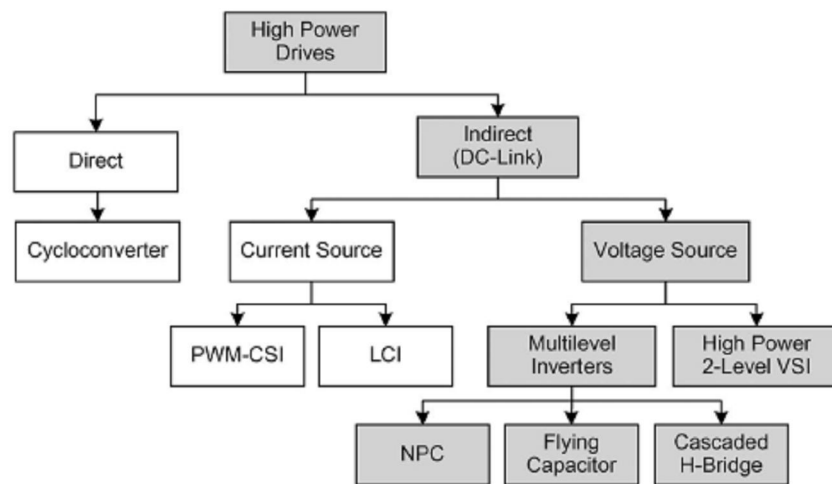 High Power
Drives
Direct
Indirect
(DC-Link)
Cycloconverter
Current Source
Voltage Source
PWM-CSI
LCI
Multilevel
Inverters
High Power
2-Level VSI
NPC
Flying
Capacitor
Cascaded
H-Bridge